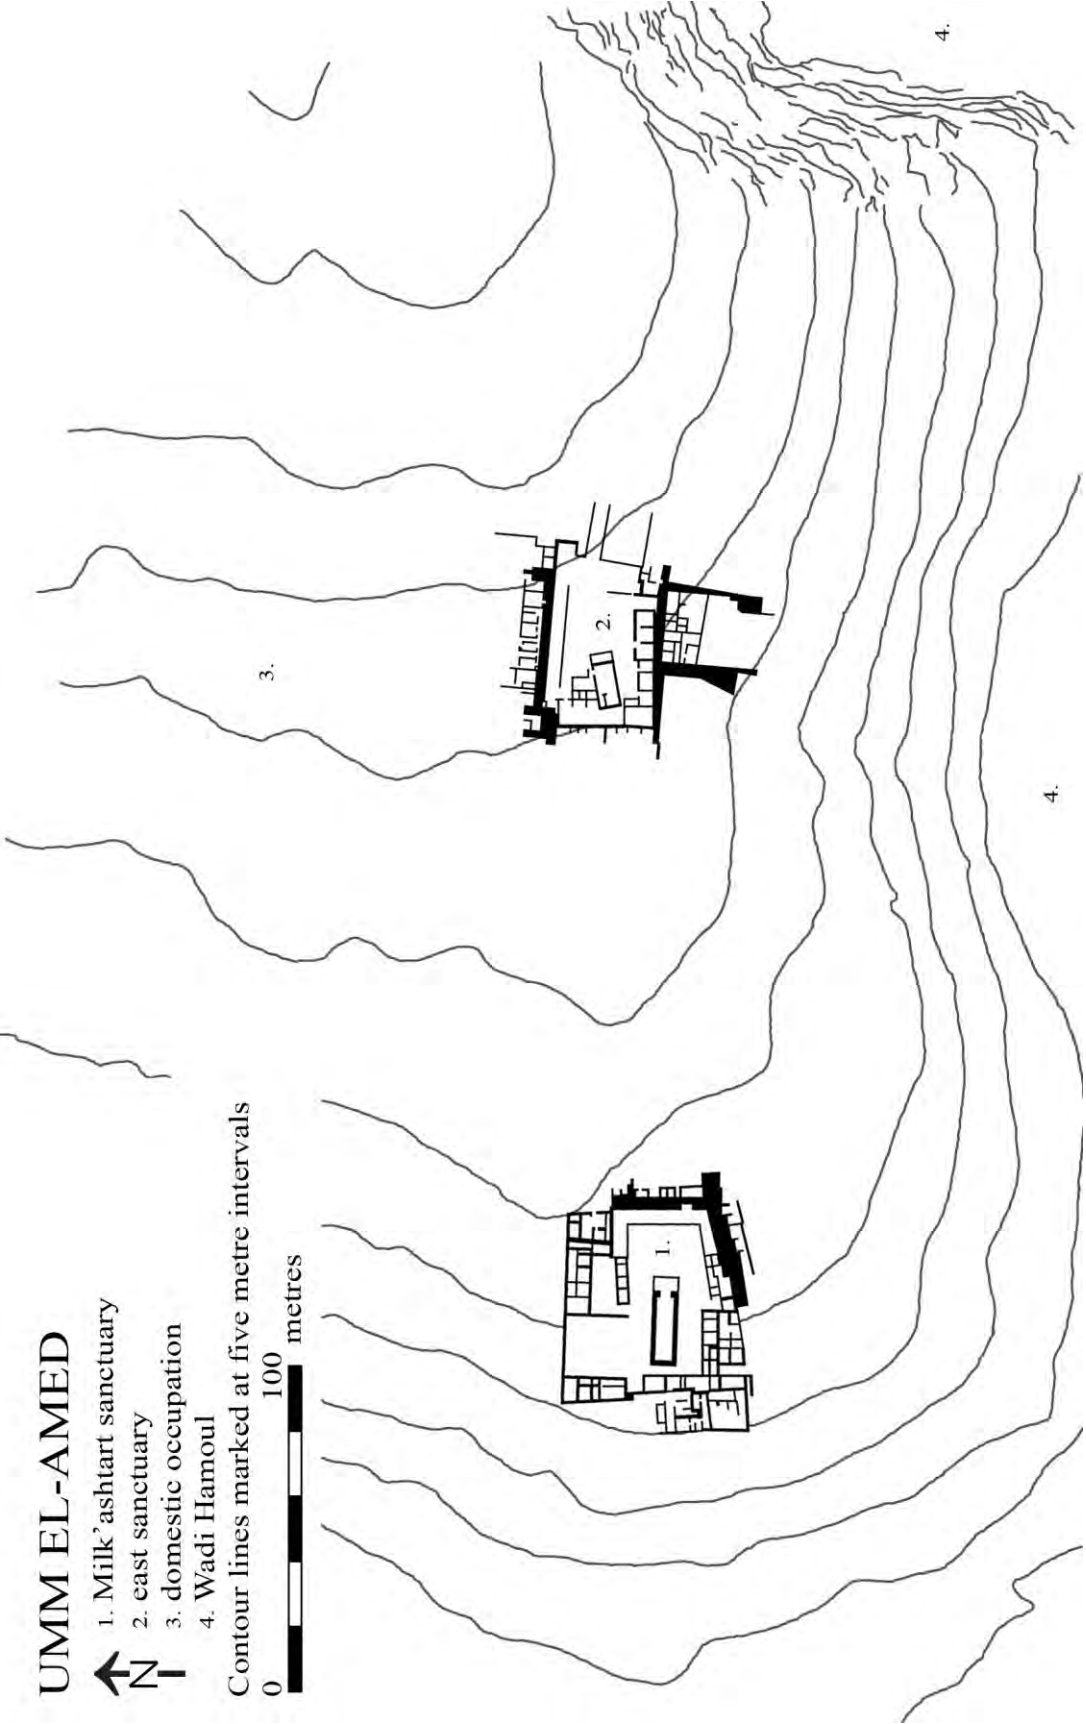 UMM EL-AMED
N
1. Milk’ashtart sanctuary
2. east sanctuary
3. domestic occupation
4. Wadi Hamoul
Contour lines marked at five metre intervals
0 100 metres
3.
4.
2.
1.
4.